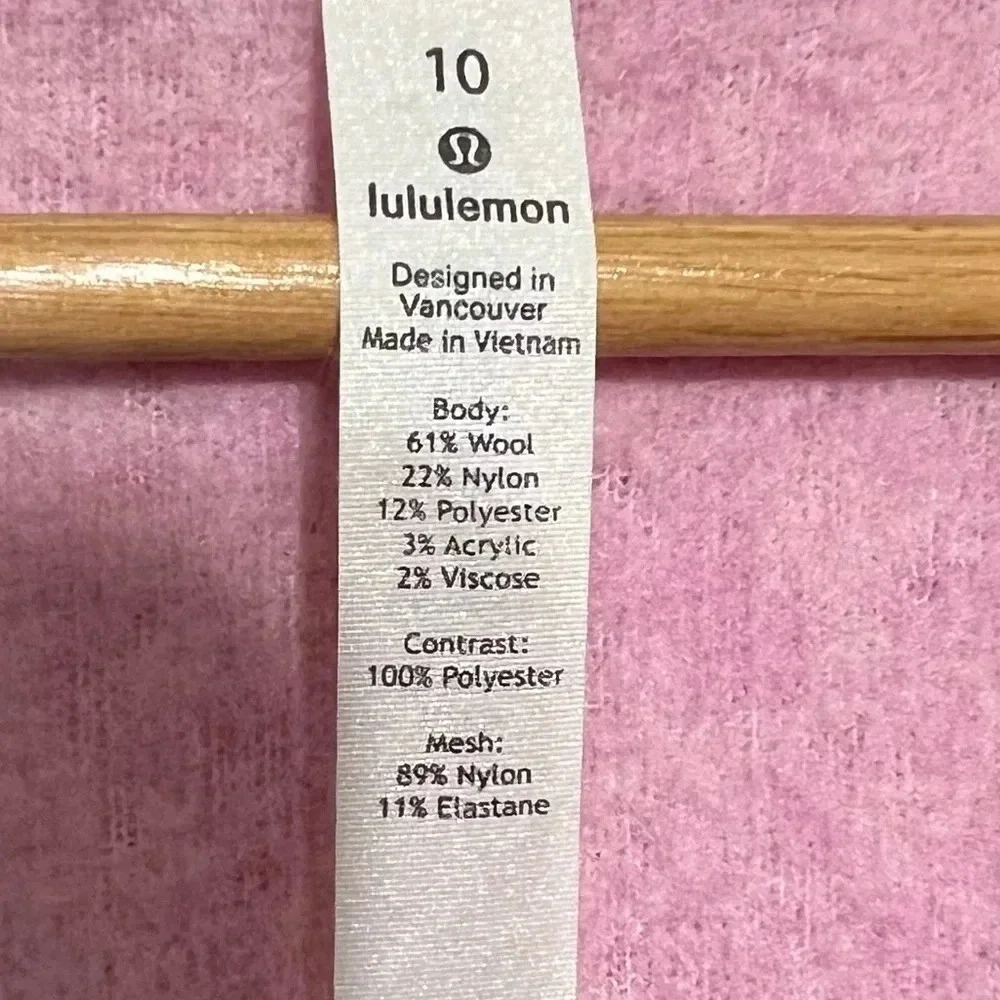 10
lululemon
Designed in
Vancouver
Made in Vietnam
Body:
61% Wool
22% Nylon
12% Polyester
3% Acrylic
2% Viscose
Contrast:
100% Polyester
Mesh:
89% Nylon
11% Elastane